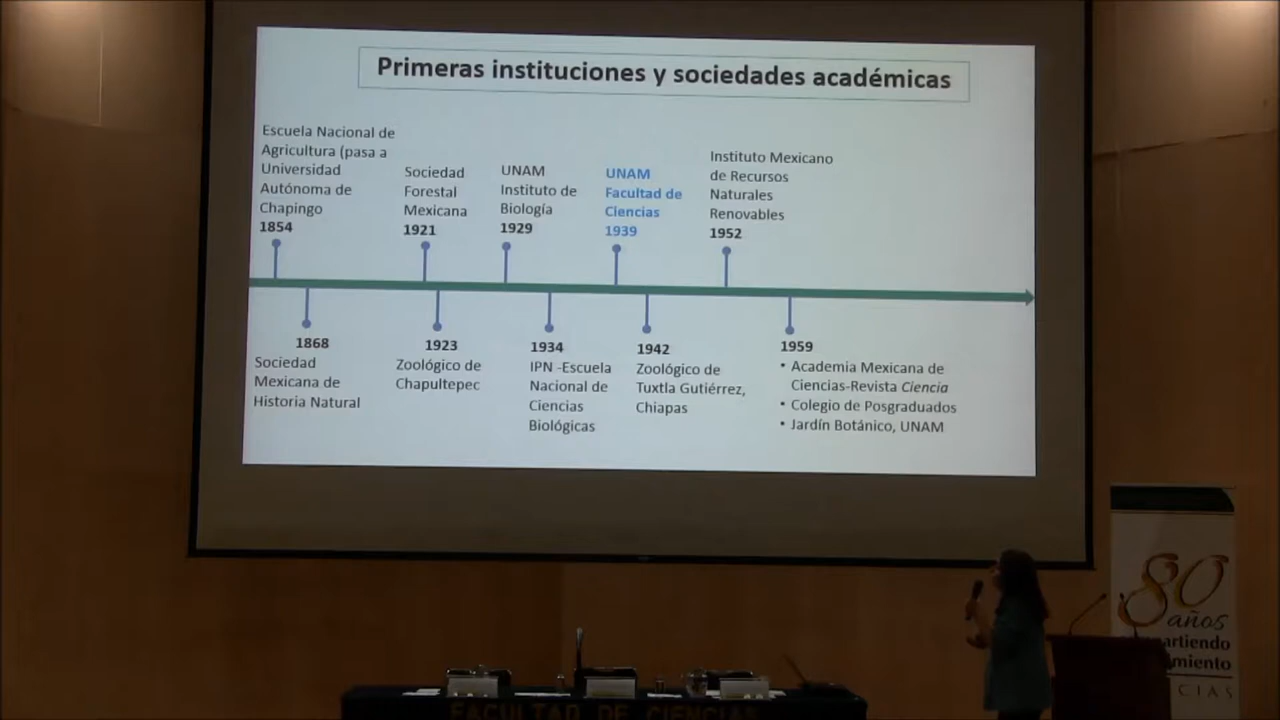 Primeras instituciones y sociedades académicas
Escuela Nacional de
Agricultura (pasa a
Universidad
Autónoma de
Chapingo
1854
Sociedad
Forestal
Mexicana
1921
UNAM
Instituto de
Biología
1929
UNAM
Facultad de
Ciencias
1939
Instituto Mexicano
de Recursos
Naturales
Renovables
1952
1868
Sociedad
Mexicana de
Historia Natural
1923
Zoológico de
Chapultepec
1934
IPN -Escuela
Nacional de
Ciencias
Biológicas
1942
Zoológico de
Tuxtla Gutiérrez,
Chiapas
1959
• Academia Mexicana de
Ciencias-Revista Ciencia
• Colegio de Posgraduados
• Jardín Botánico, UNAM
80
años
artiendo
miento
CIAS
FACULTAD DE CIENCIAS